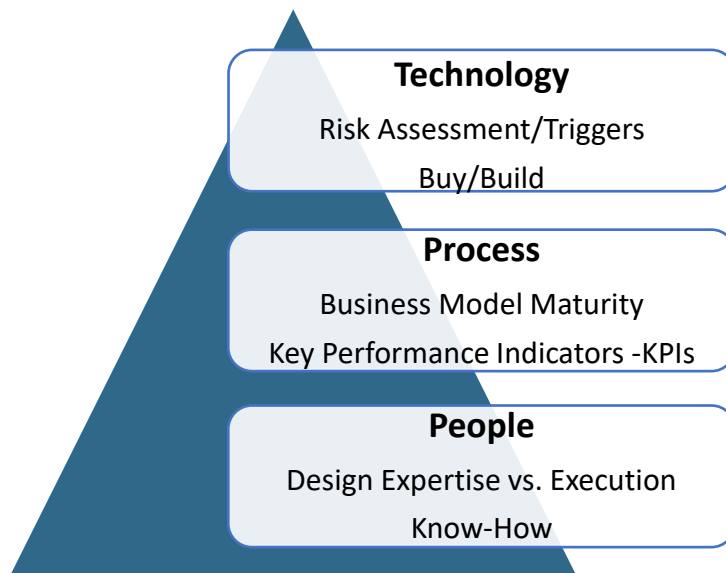 Technology
Risk Assessment/Triggers
Buy/Build
Process
Business Model Maturity
Key Performance Indicators -KPIs
People
Design Expertise vs. Execution
Know-How